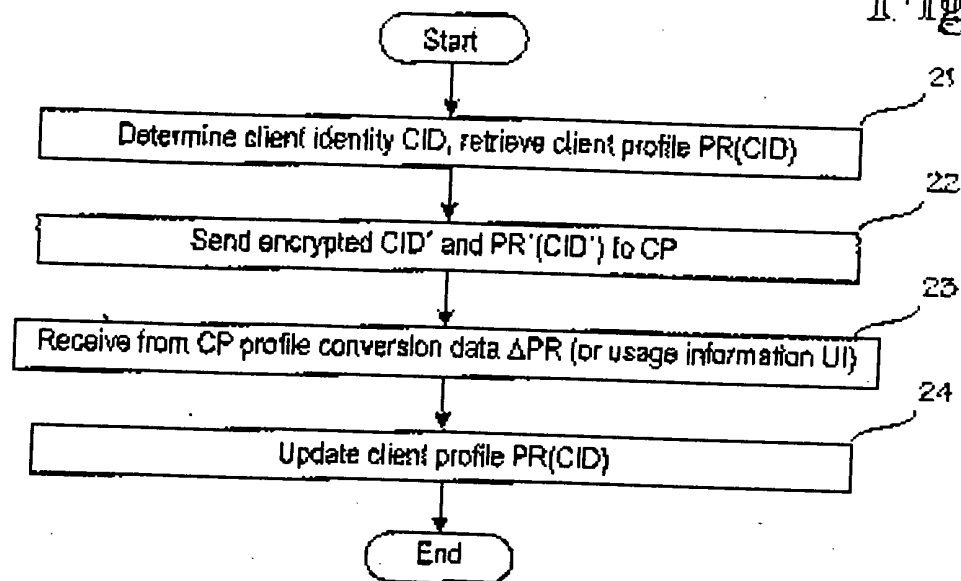 Fig
Start
21
Determine client identity CID, retrieve client profile PR(CID)
22
Send encrypted CID' and PR'(CID') to CP
23
Receive from CP profile conversion data ΔPR (or usage information UI)
24
Update client profile PR(CID)
End